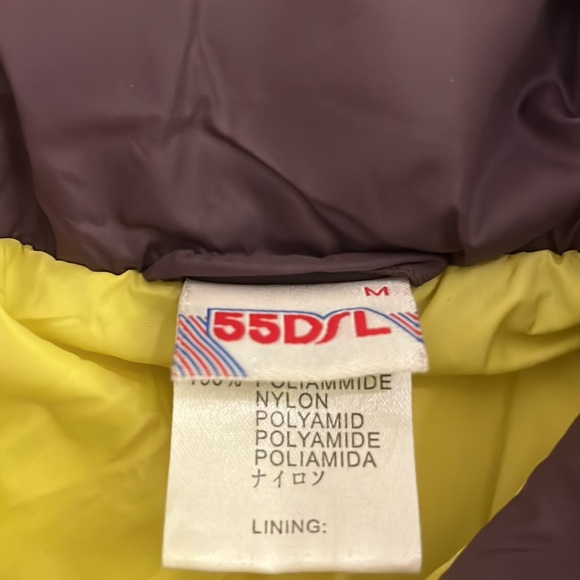 M
55DSL
100% POLIAMMIDE
NYLON
POLYAMID
POLYAMIDE
POLIAMIDA
ナイロン
LINING: